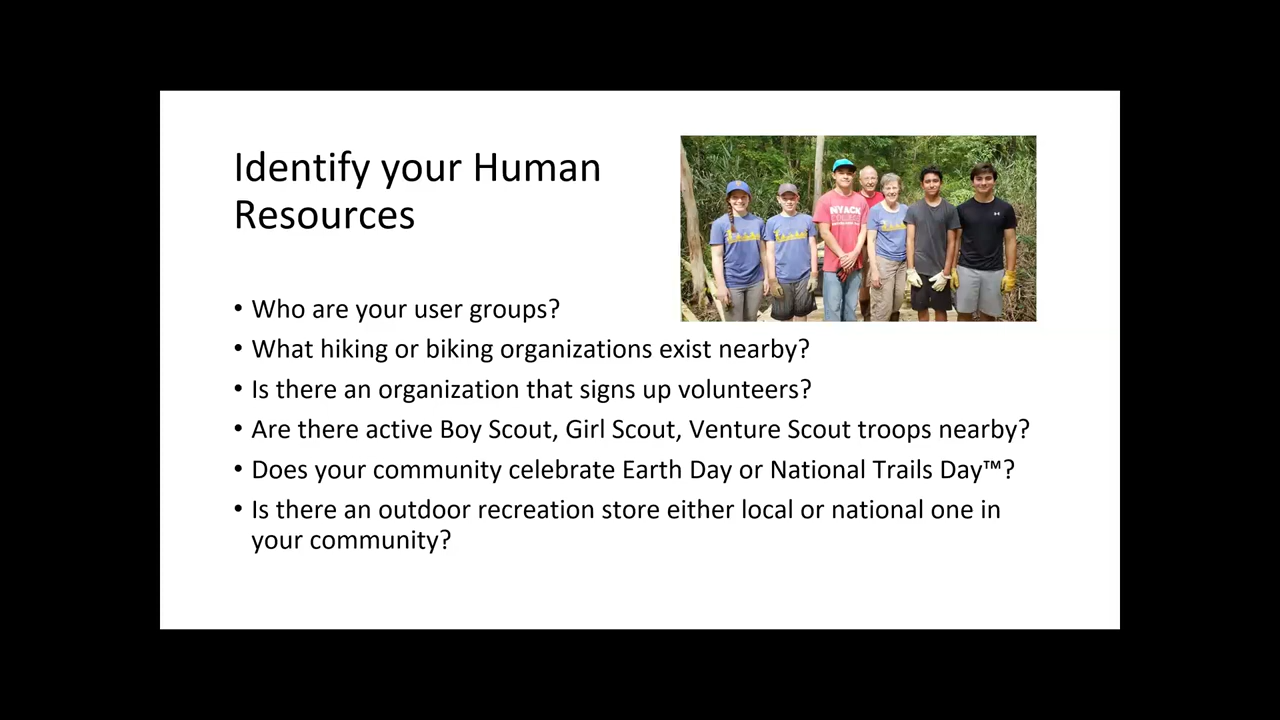 Identify your Human
Resources
NYACK
• Who are your user groups?
• What hiking or biking organizations exist nearby?
• Is there an organization that signs up volunteers?
• Are there active Boy Scout, Girl Scout, Venture Scout troops nearby?
• Does your community celebrate Earth Day or National Trails Day™?
• Is there an outdoor recreation store either local or national one in
your community?